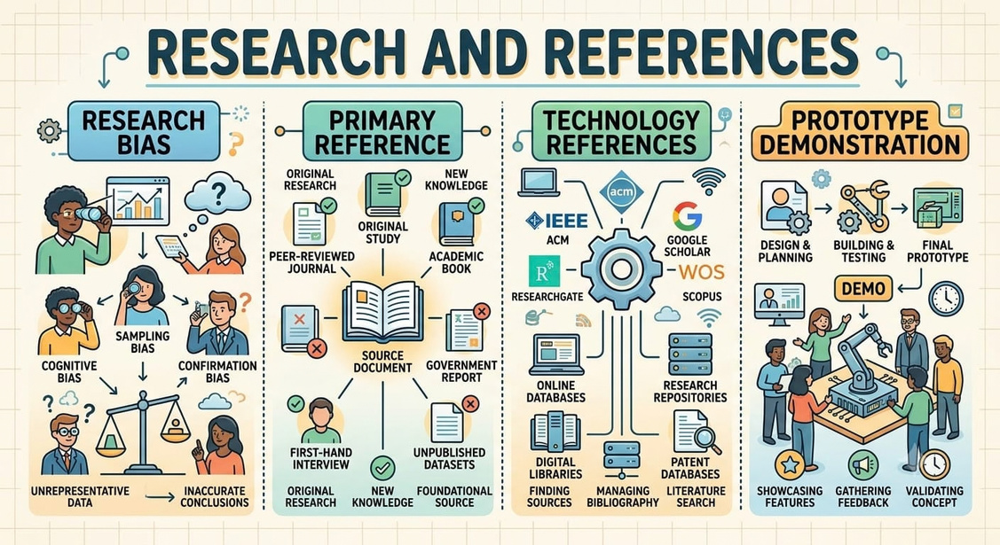 RESEARCH AND REFERENCES
RESEARCH
BIAS
?
?
SAMPLING
BIAS
COGNITIVE
BIAS
CONFIRMATION
BIAS
?
?
UNREPRESENTATIVE
DATA
INACCURATE
CONCLUSIONS
PRIMARY
REFERENCE
ORIGINAL
RESEARCH
NEW
KNOWLEDGE
ORIGINAL
STUDY
PEER-REVIEWED
JOURNAL
ACADEMIC
BOOK
SOURCE
DOCUMENT
GOVERNMENT
REPORT
FIRST-HAND
INTERVIEW
UNPUBLISHED
DATASETS
ORIGINAL
RESEARCH
NEW
KNOWLEDGE
FOUNDATIONAL
SOURCE
TECHNOLOGY
REFERENCES
acm
IEEE
ACM
G
GOOGLE
SCHOLAR
R
RESEARCHGATE
WOS
SCOPUS
ONLINE
DATABASES
RESEARCH
REPOSITORIES
DIGITAL
LIBRARIES
PATENT
DATABASES
FINDING
SOURCES
MANAGING
BIBLIOGRAPHY
LITERATURE
SEARCH
PROTOTYPE
DEMONSTRATION
DESIGN &
PLANNING
BUILDING &
TESTING
FINAL
PROTOTYPE
DEMO
SHOWCASING
FEATURES
GATHERING
FEEDBACK
VALIDATING
CONCEPT